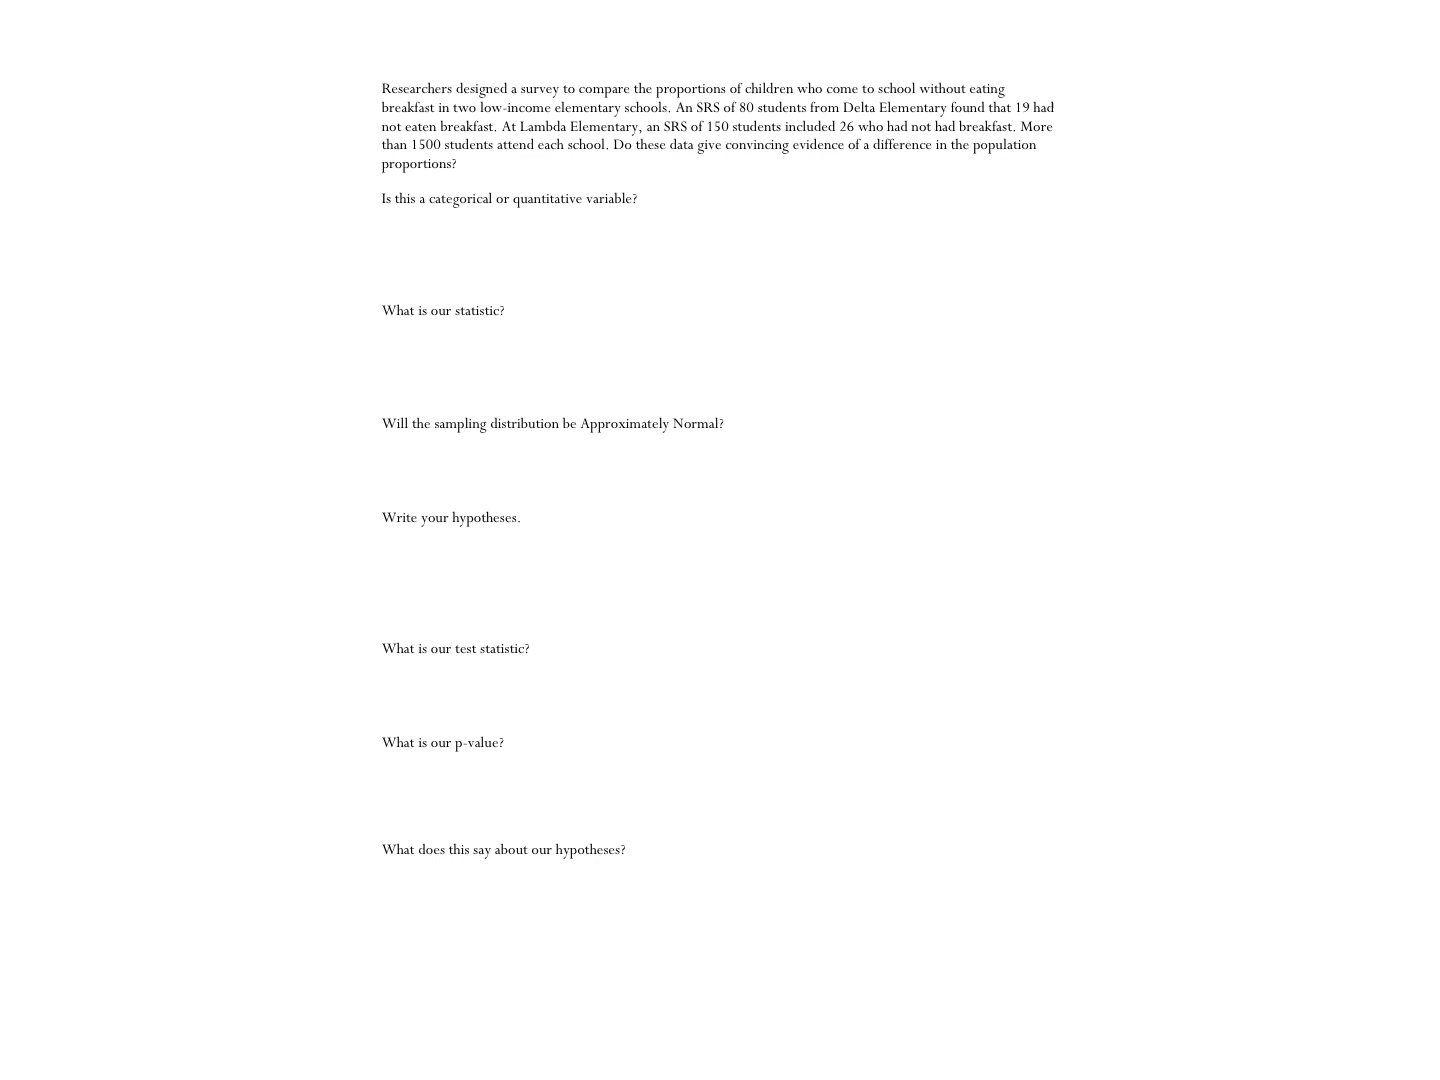 Researchers designed a survey to compare the proportions of children who come to school without eating
breakfast in two low-income elementary schools. An SRS of 80 students from Delta Elementary found that 19 had
not eaten breakfast. At Lambda Elementary, an SRS of 150 students included 26 who had not had breakfast. More
than 1500 students attend each school. Do these data give convincing evidence of a difference in the population
proportions?
Is this a categorical or quantitative variable?
What is our statistic?
Will the sampling distribution be Approximately Normal?
Write your hypotheses.
What is our test statistic?
What is our p-value?
What does this say about our hypotheses?